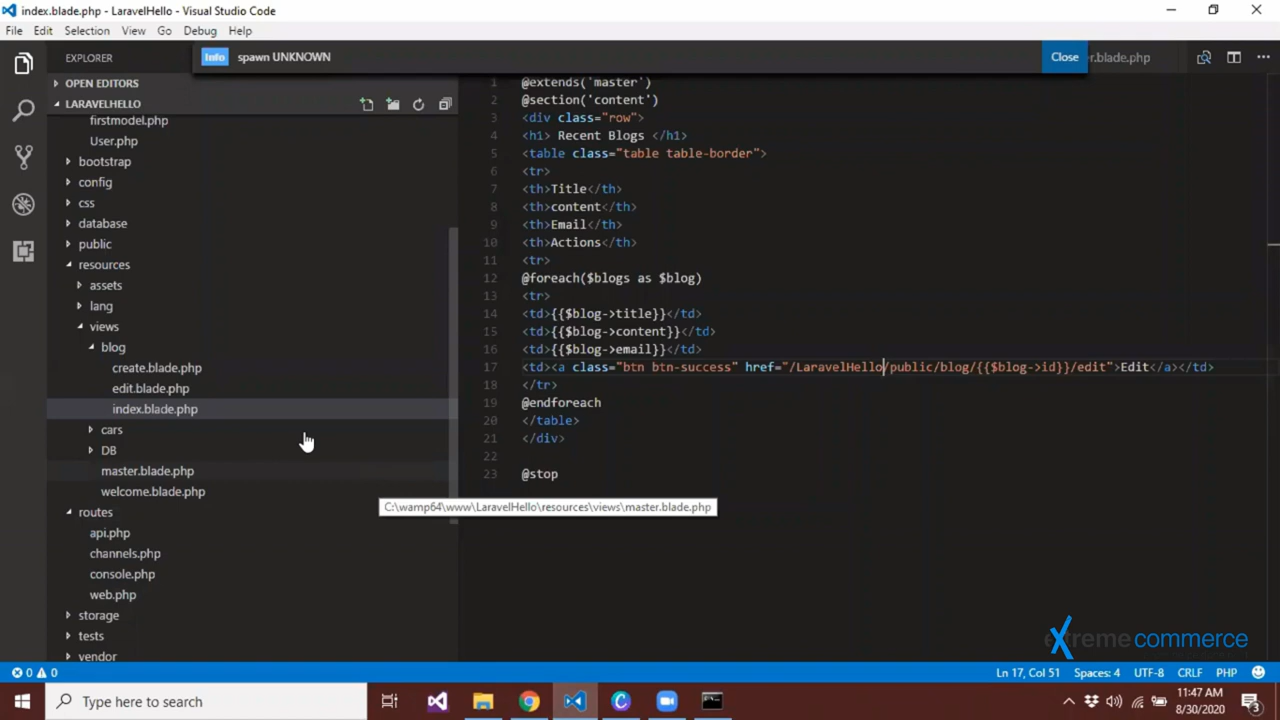 index.blade.php - LaravelHello - Visual Studio Code
File Edit Selection View Go Debug Help
EXPLORER
Info spawn UNKNOWN
Close
r.blade.php
OPEN EDITORS
LARAVELHELLO
firstmodel.php
User.php
bootstrap
config
css
database
public
resources
assets
lang
views
blog
create.blade.php
edit.blade.php
index.blade.php
cars
DB
master.blade.php
welcome.blade.php
routes
api.php
channels.php
console.php
web.php
storage
tests
vendor
1 @extends('master')
2 @section('content')
3 <div class="row">
4 <h1> Recent Blogs </h1>
5 <table class="table table-border">
6 <tr>
7 <th>Title</th>
8 <th>content</th>
9 <th>Email</th>
10 <th>Actions</th>
11 <tr>
12 @foreach($blogs as $blog)
13 <tr>
14 <td>{{$blog->title}}</td>
15 <td>{{$blog->content}}</td>
16 <td>{{$blog->email}}</td>
17 <td><a class="btn btn-success" href="/LaravelHello/public/blog/{{$blog->id}}/edit">Edit</a></td>
18 </tr>
19 @endforeach
20 </table>
21 </div>
22
23 @stop
C:\wamp64\www\LaravelHello\resources\views\master.blade.php
extreme commerce
0 0
Ln 17, Col 51 Spaces: 4 UTF-8 CRLF PHP
Type here to search
11:47 AM
8/30/2020
3